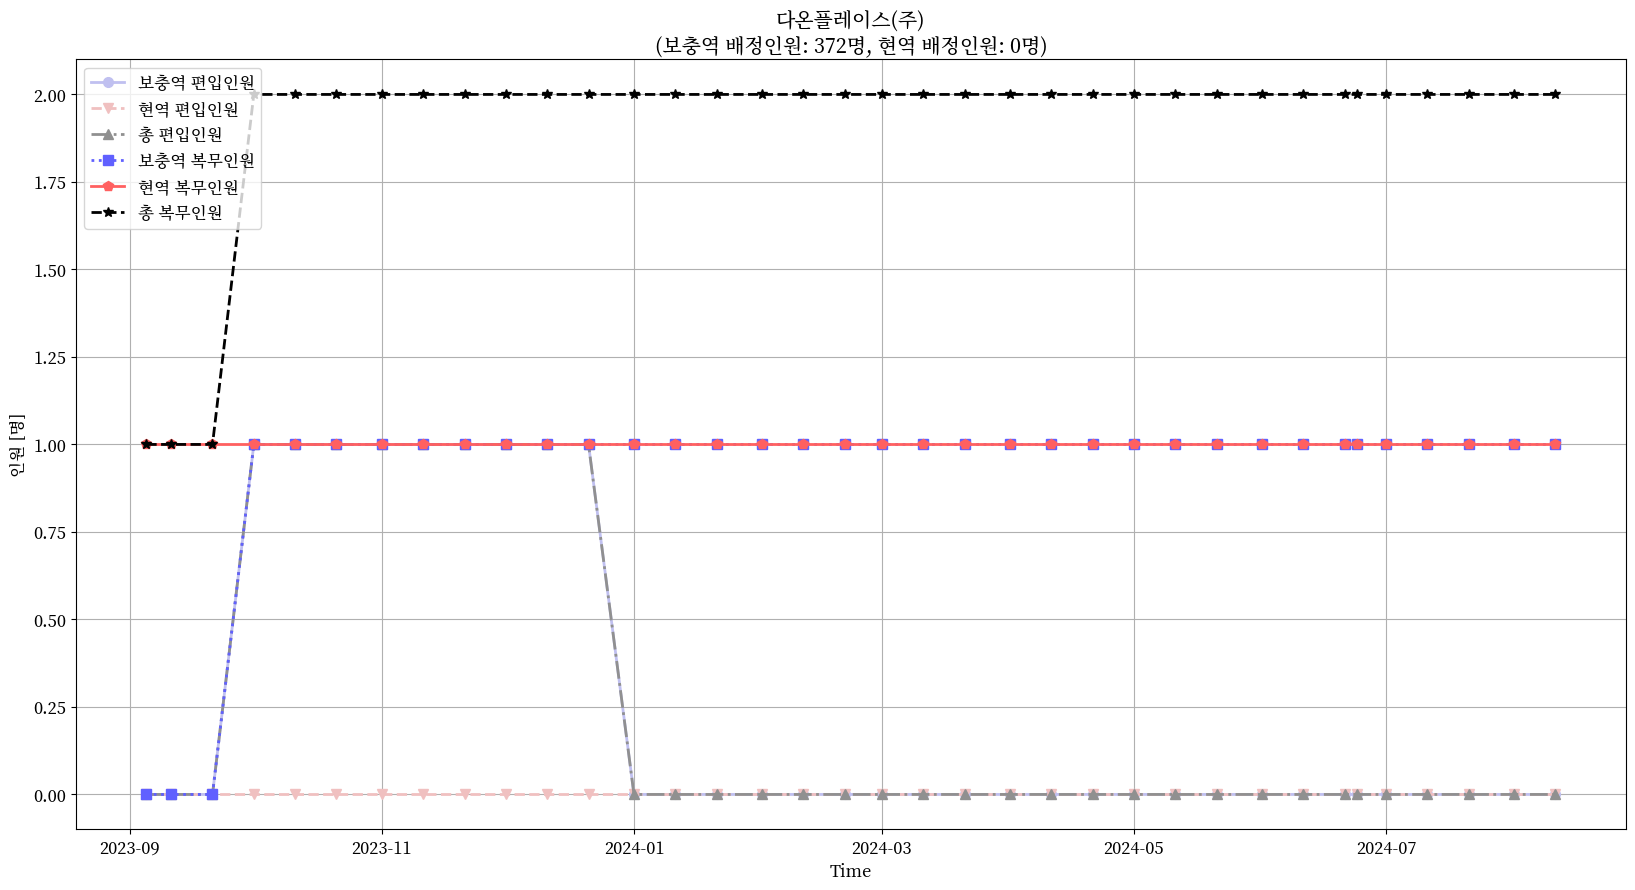 다온플레이스(주)
(보충역 배정인원: 372명, 현역 배정인원: 0명)
보충역 편입인원
현역 편입인원
총 편입인원
보충역 복무인원
현역 복무인원
총 복무인원
2.00
1.75
1.50
1.25
1.00
0.75
0.50
0.25
0.00
인원 [명]
2023-09 2023-11 2024-01 2024-03 2024-05 2024-07
Time